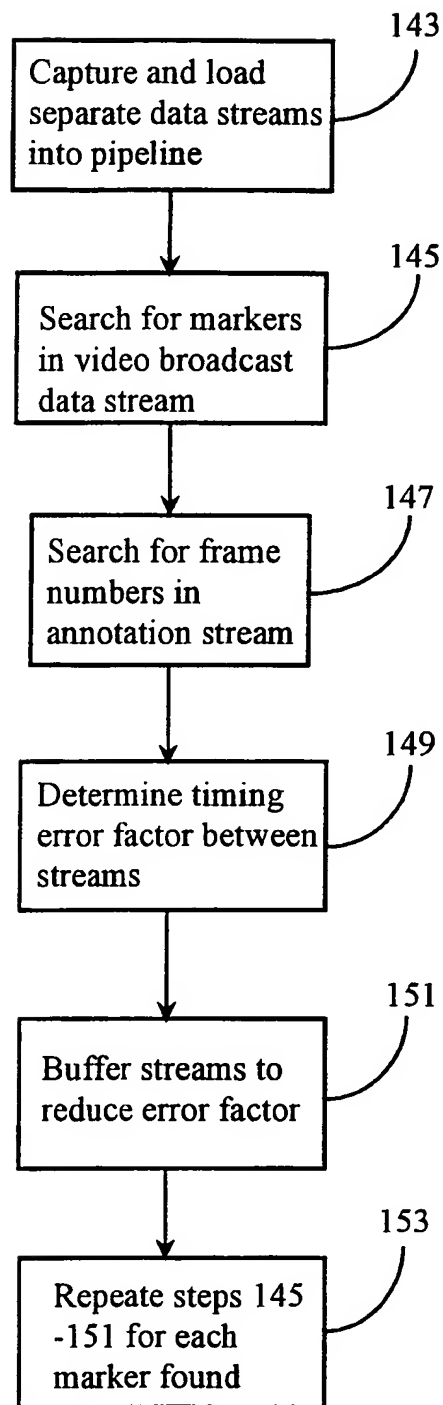 143
Capture and load
separate data streams
into pipeline
145
Search for markers
in video broadcast
data stream
147
Search for frame
numbers in
annotation stream
149
Determine timing
error factor between
streams
151
Buffer streams to
reduce error factor
153
Repeate steps 145
-151 for each
marker found